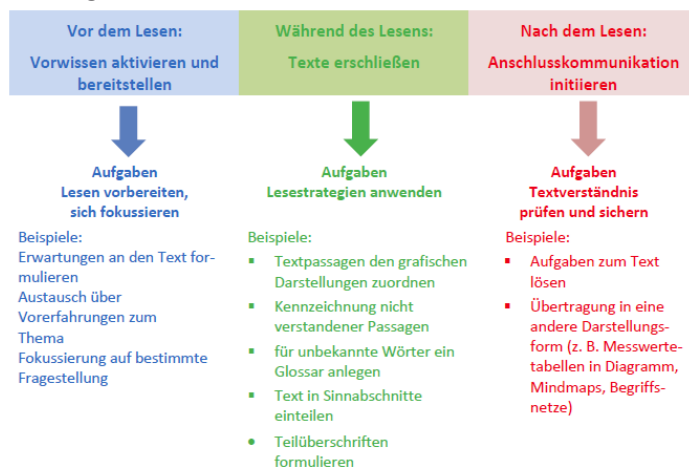 Vor dem Lesen:
Vorwissen aktivieren und
bereitstellen
Aufgaben
Lesen vorbereiten,
sich fokussieren
Beispiele:
Erwartungen an den Text for-
mulieren
Austausch über
Vorerfahrungen zum
Thema
Fokussierung auf bestimmte
Fragestellung
Während des Lesens:
Texte erschließen
Aufgaben
Lesestrategien anwenden
Beispiele:
▪ Textpassagen den grafischen
Darstellungen zuordnen
▪ Kennzeichnung nicht
verstandener Passagen
▪ für unbekannte Wörter ein
Glossar anlegen
▪ Text in Sinnabschnitte
einteilen
• Teilüberschriften
formulieren
Nach dem Lesen:
Anschlusskommunikation
initiieren
Aufgaben
Textverständnis
prüfen und sichern
Beispiele:
▪ Aufgaben zum Text
lösen
▪ Übertragung in eine
andere Darstellungs-
form (z. B. Messwerte-
tabellen in Diagramm,
Mindmaps, Begriffs-
netze)